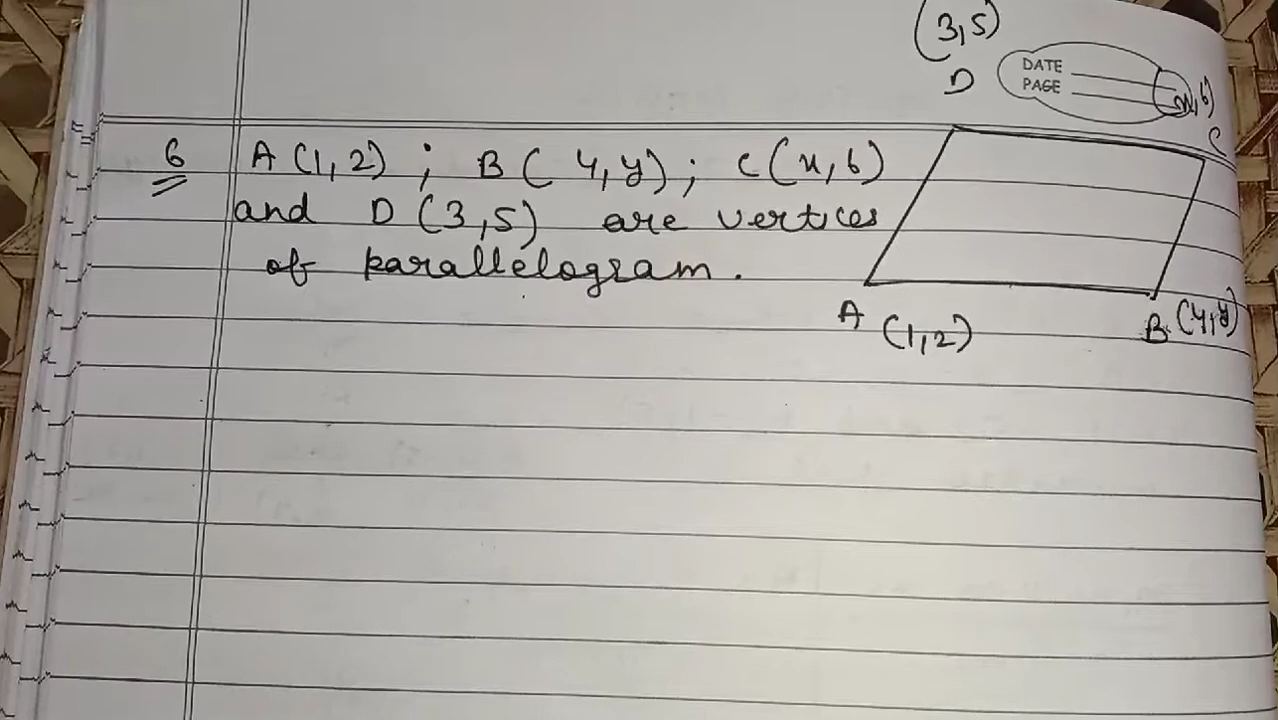 (3,5)
D
DATE
PAGE
(x,6)
C
6 A (1,2) ; B ( 4,y) ; C (x,6)
and D (3,5) are vertices
of parallelogram.
A (1,2)
B (4,y)